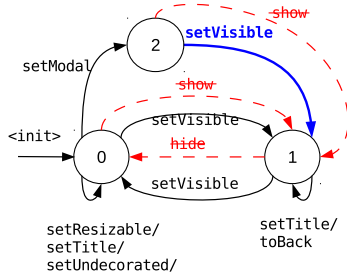 show
setVisible
2
setModal
show
setVisible
<init>
hide
0
1
setVisible
setResizable/
setTitle/
setUndecorated/
setTitle/
toBack